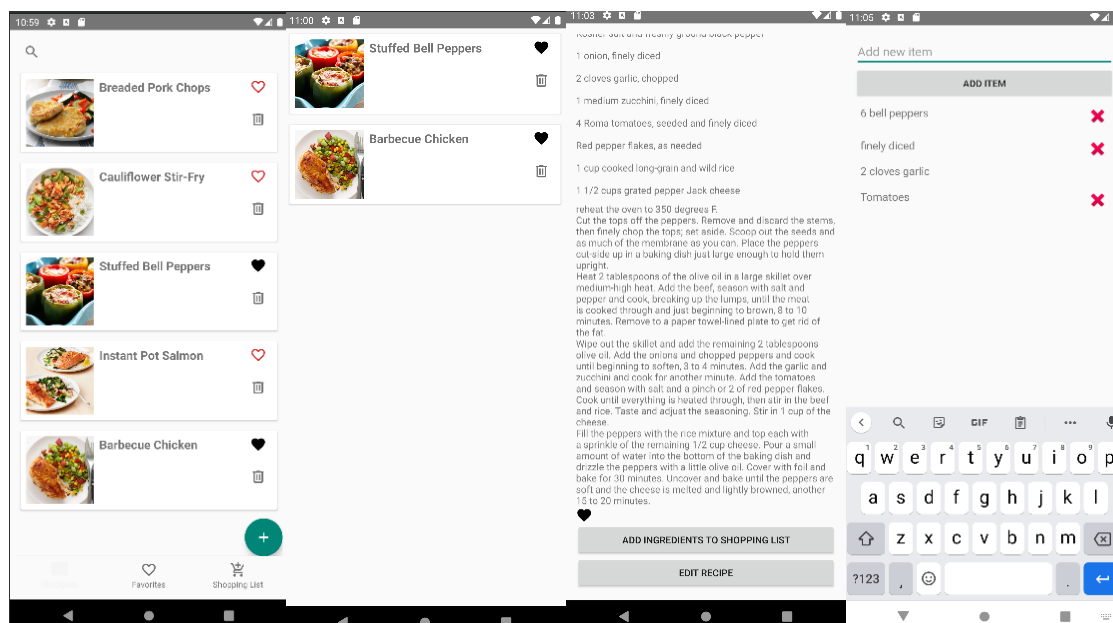 10:59
Breaded Pork Chops
Cauliflower Stir-Fry
Stuffed Bell Peppers
Instant Pot Salmon
Barbecue Chicken
+
Favorites
Shopping List
11:00
Stuffed Bell Peppers
Barbecue Chicken
11:03
Kosher salt and freshly ground black pepper
1 onion, finely diced
2 cloves garlic, chopped
1 medium zucchini, finely diced
4 Roma tomatoes, seeded and finely diced
Red pepper flakes, as needed
1 cup cooked long-grain and wild rice
1 1/2 cups grated pepper Jack cheese
reheat the oven to 350 degrees F.
Cut the tops off the peppers. Remove and discard the stems,
then finely chop the tops; set aside. Scoop out the seeds and
as much of the membrane as you can. Place the peppers
cut-side up in a baking dish just large enough to hold them
upright.
Heat 2 tablespoons of the olive oil in a large skillet over
medium-high heat. Add the beef, season with salt and
pepper and cook, breaking up the lumps, until the meat
is cooked through and just beginning to brown, 8 to 10
minutes. Remove to a paper towel-lined plate to get rid of
the fat.
Wipe out the skillet and add the remaining 2 tablespoons
olive oil. Add the onions and chopped peppers and cook
until beginning to soften, 3 to 4 minutes. Add the garlic and
zucchini and cook for another minute. Add the tomatoes
and season with salt and a pinch or 2 of red pepper flakes.
Cook until everything is heated through, then stir in the beef
and rice. Taste and adjust the seasoning. Stir in 1 cup of the
cheese.
Fill the peppers with the rice mixture and top each with
a sprinkle of the remaining 1/2 cup cheese. Pour a small
amount of water into the bottom of the baking dish and
drizzle the peppers with a little olive oil. Cover with foil and
bake for 30 minutes. Uncover and bake until the peppers are
soft and the cheese is melted and lightly browned, another
15 to 20 minutes.
ADD INGREDIENTS TO SHOPPING LIST
EDIT RECIPE
11:05
Add new item
ADD ITEM
6 bell peppers
finely diced
2 cloves garlic
Tomatoes
GIF
q1 w2 e3 r4 t5 y6 u7 i8 o9 p
a s d f g h j k l
z x c v b n m
?123 , .